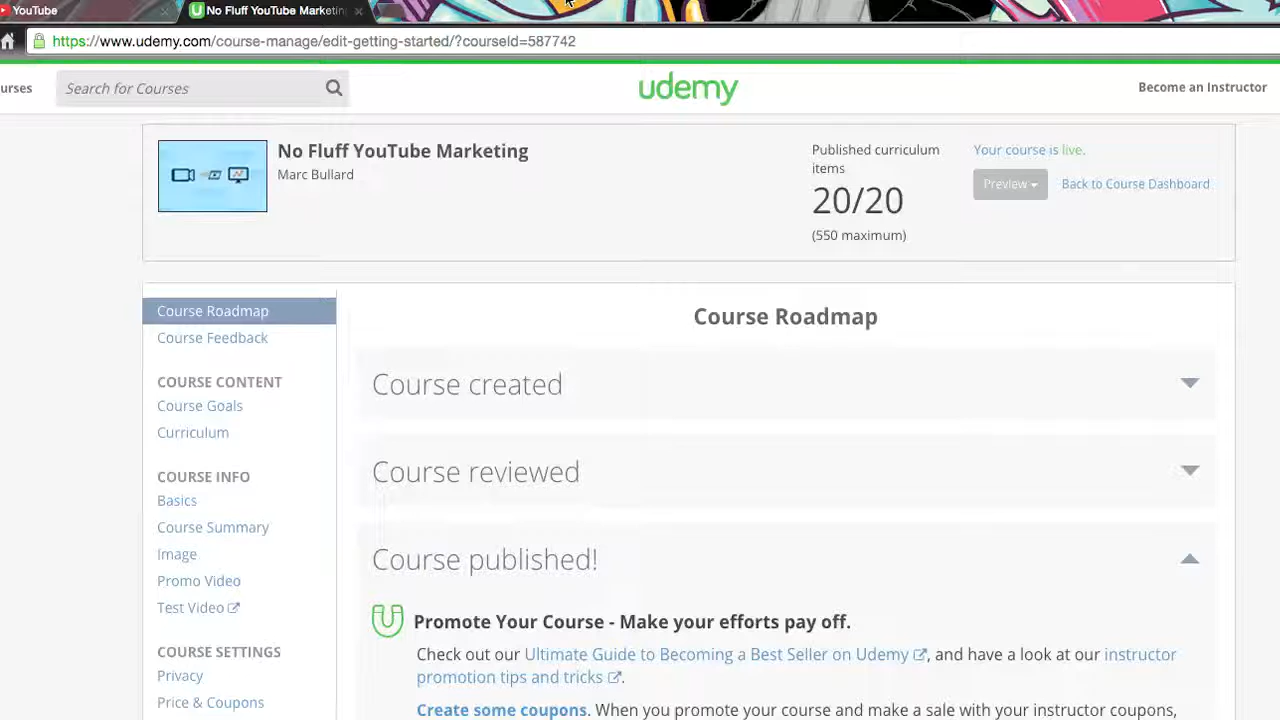 YouTube
No Fluff YouTube Marketin
https://www.udemy.com/course-manage/edit-getting-started/?courseId=587742
urses
Search for Courses
udemy
Become an Instructor
No Fluff YouTube Marketing
Marc Bullard
Published curriculum
items
20/20
(550 maximum)
Your course is live.
Preview
Back to Course Dashboard
Course Roadmap
Course Feedback
COURSE CONTENT
Course Goals
Curriculum
COURSE INFO
Basics
Course Summary
Image
Promo Video
Test Video
COURSE SETTINGS
Privacy
Price & Coupons
Course Roadmap
Course created
Course reviewed
Course published!
Promote Your Course - Make your efforts pay off.
Check out our Ultimate Guide to Becoming a Best Seller on Udemy, and have a look at our instructor
promotion tips and tricks.
Create some coupons. When you promote your course and make a sale with your instructor coupons,